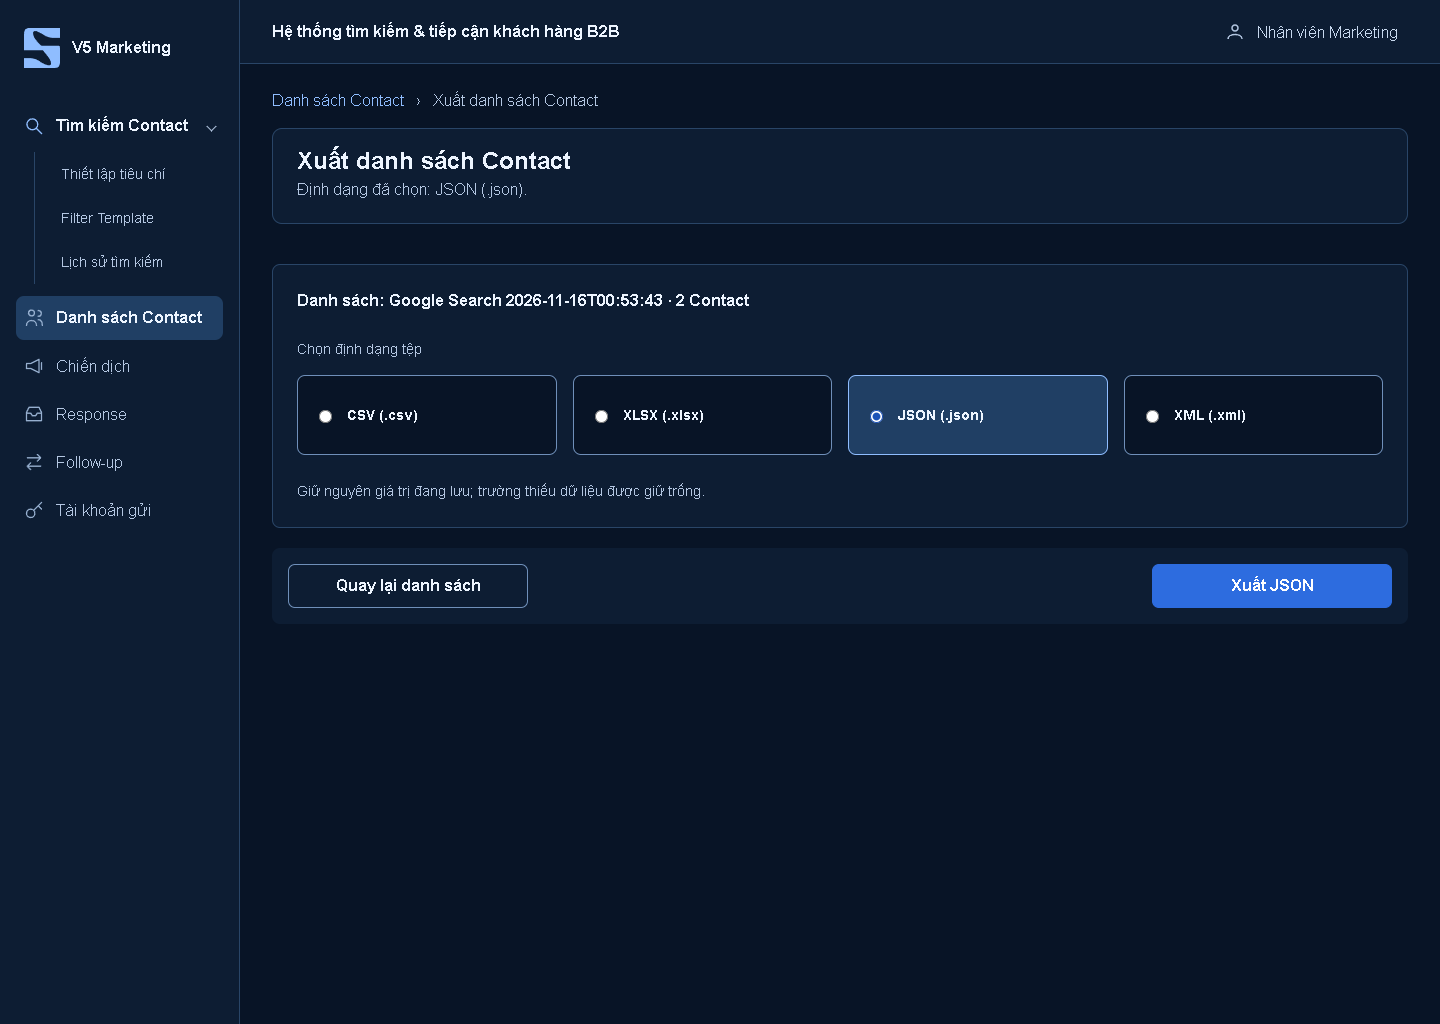 V5 Marketing
Hệ thống tìm kiếm & tiếp cận khách hàng B2B
Nhân viên Marketing
Tìm kiếm Contact
Thiết lập tiêu chí
Filter Template
Lịch sử tìm kiếm
Danh sách Contact
Chiến dịch
Response
Follow-up
Tài khoản gửi
Danh sách Contact › Xuất danh sách Contact
Xuất danh sách Contact
Định dạng đã chọn: JSON (.json).
Danh sách: Google Search 2026-11-16T00:53:43 · 2 Contact
Chọn định dạng tệp
CSV (.csv)
XLSX (.xlsx)
JSON (.json)
XML (.xml)
Giữ nguyên giá trị đang lưu; trường thiếu dữ liệu được giữ trống.
Quay lại danh sách
Xuất JSON